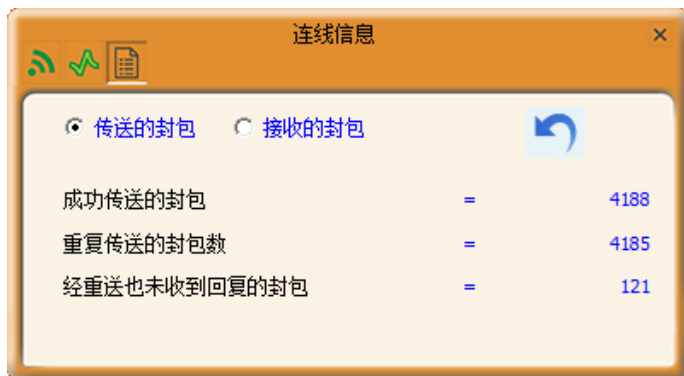 连线信息
传送的封包 接收的封包
成功传送的封包 = 4188
重复传送的封包数 = 4185
经重送也未收到回复的封包 = 121